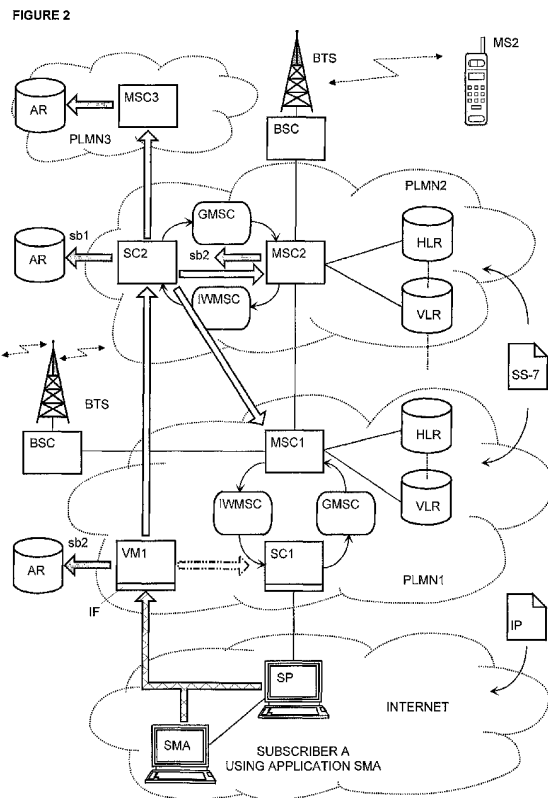 FIGURE 2
BTS
MS2
AR
MSC3
PLMN3
BSC
PLMN2
GMSC
HLR
sb1
sb2
AR
SC2
MSC2
IWMSC
VLR
SS-7
BTS
BSC
MSC1
HLR
IWMSC
GMSC
VLR
sb2
AR
VM1
SC1
PLMN1
IF
IP
SP
INTERNET
SMA
SUBSCRIBER A
USING APPLICATION SMA